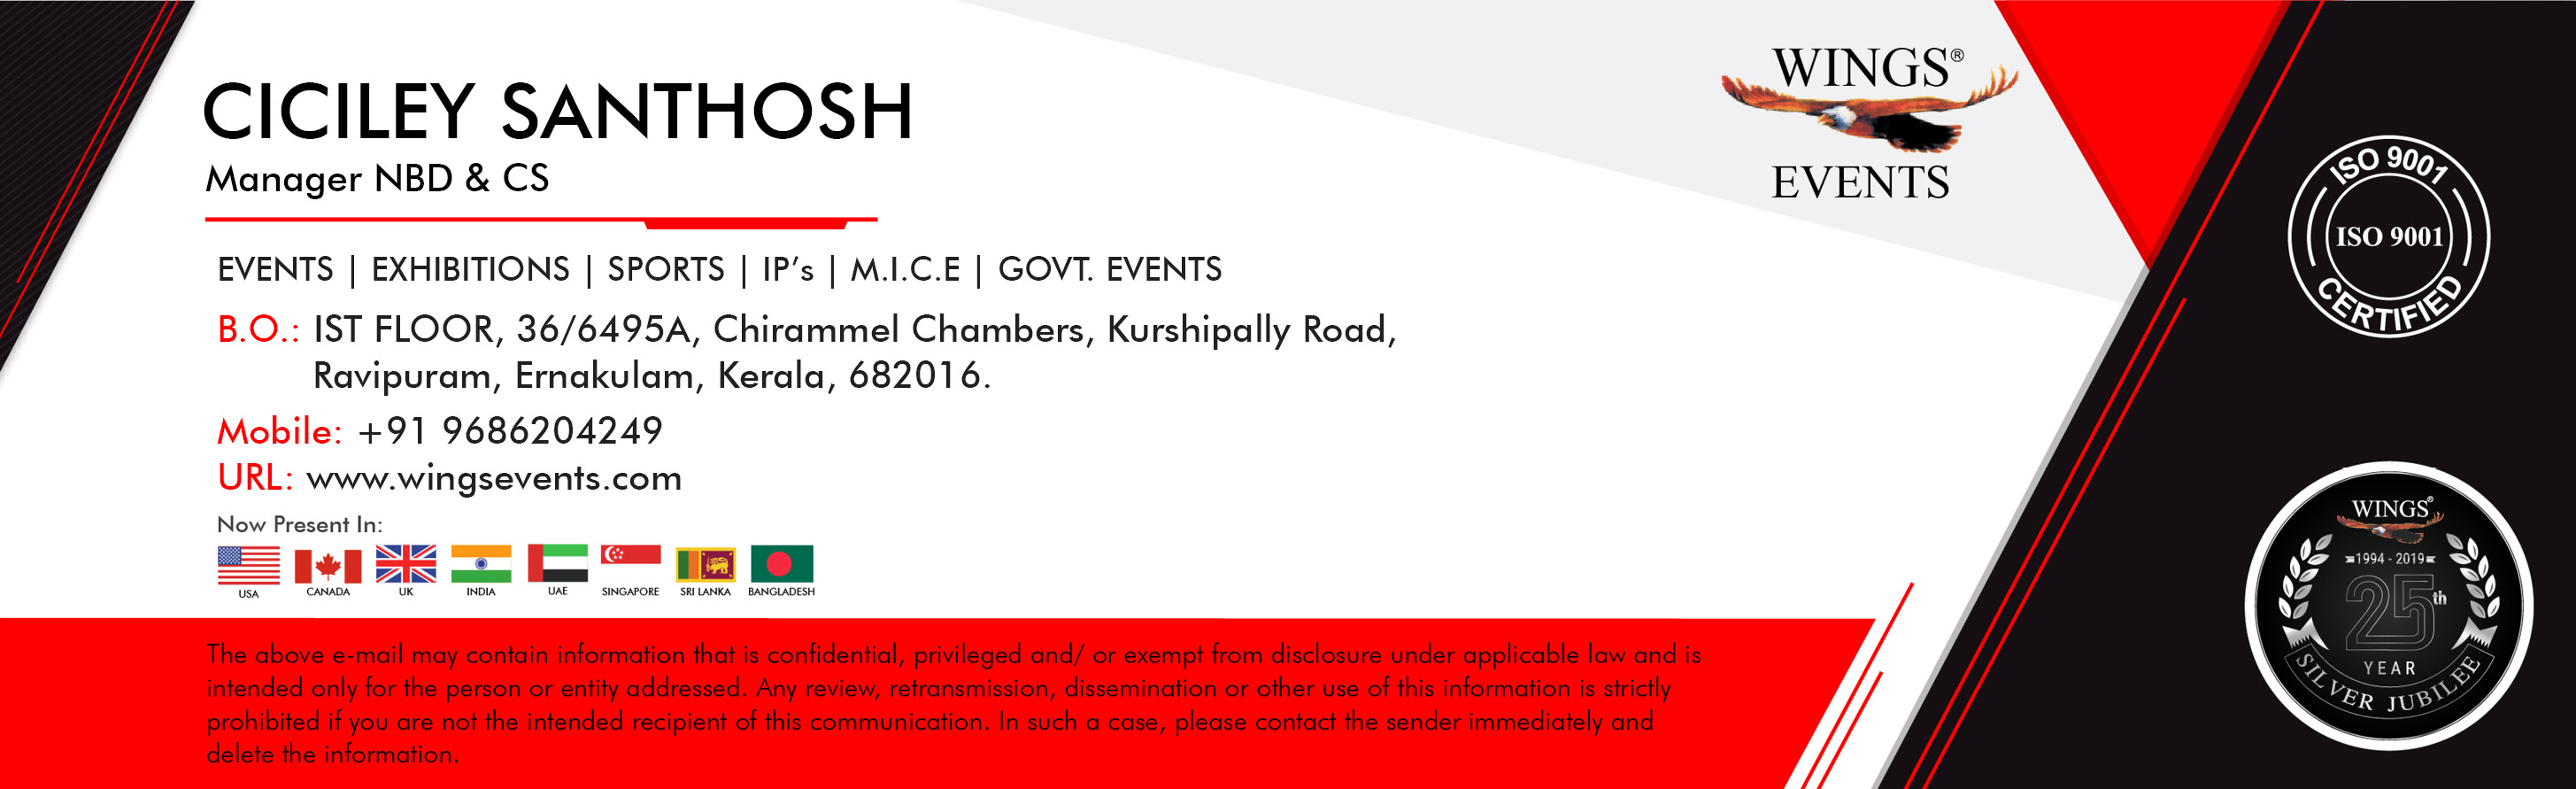 CICILEY SANTHOSH
Manager NBD & CS
WINGS®
EVENTS
EVENTS | EXHIBITIONS | SPORTS | IP’s | M.I.C.E | GOVT. EVENTS
B.O.: IST FLOOR, 36/6495A, Chirammel Chambers, Kurshipally Road,
Ravipuram, Ernakulam, Kerala, 682016.
Mobile: +91 9686204249
URL: www.wingsevents.com
Now Present In:
USA CANADA UK INDIA UAE SINGAPORE SRI LANKA BANGLADESH
The above e-mail may contain information that is confidential, privileged and/ or exempt from disclosure under applicable law and is
intended only for the person or entity addressed. Any review, retransmission, dissemination or other use of this information is strictly
prohibited if you are not the intended recipient of this communication. In such a case, please contact the sender immediately and
delete the information.
ISO 9001
ISO 9001
CERTIFIED
WINGS®
1994 - 2019
25th
YEAR
SILVER JUBILEE